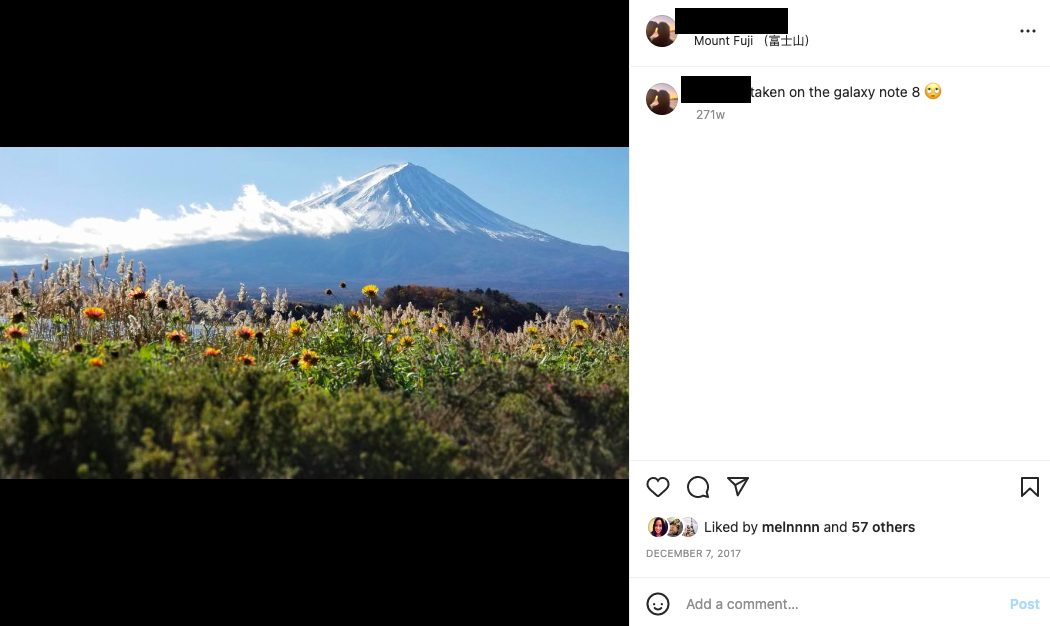 Mount Fuji （富士山）
taken on the galaxy note 8 🙄
271w
Liked by melnnnn and 57 others
DECEMBER 7, 2017
Add a comment...
Post